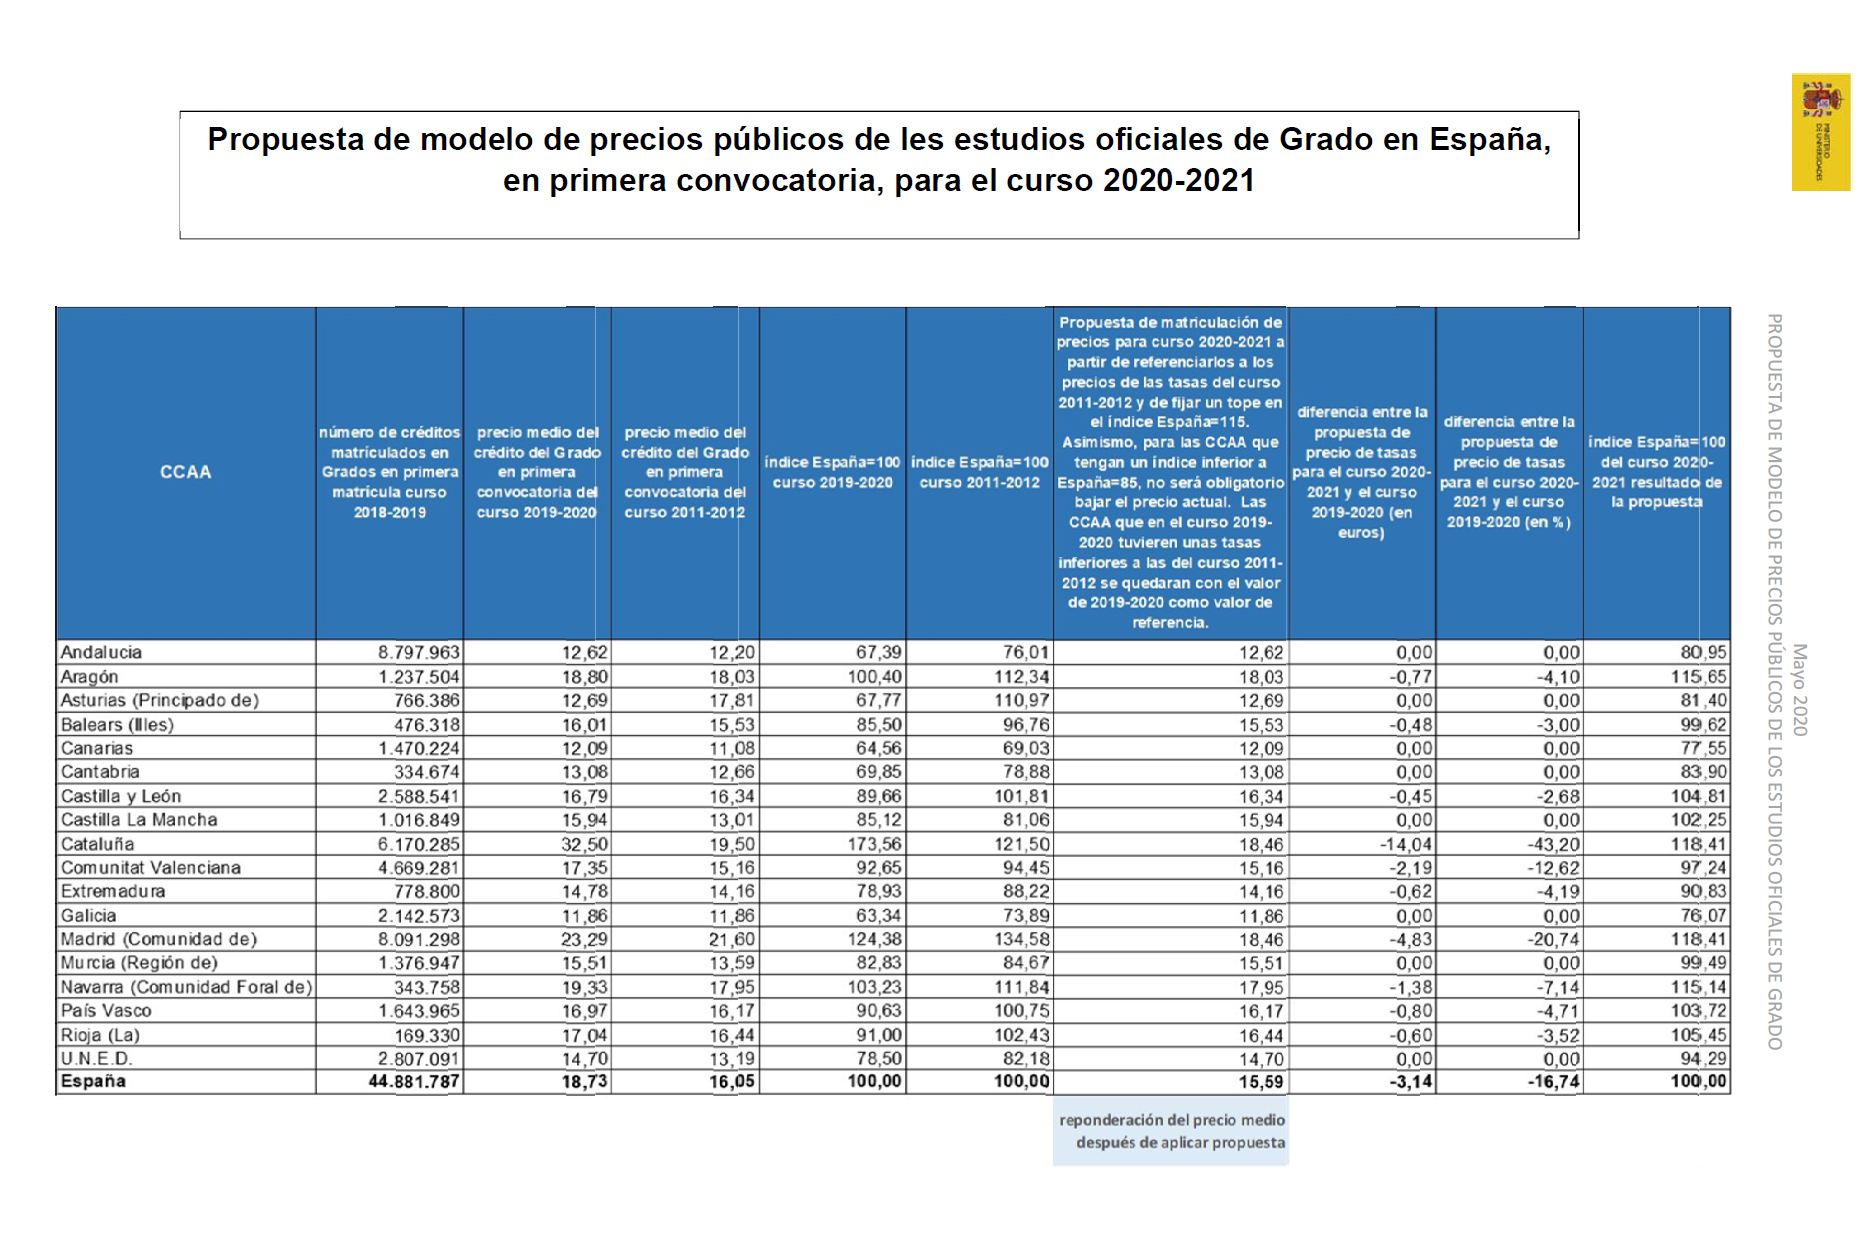 Propuesta de modelo de precios públicos de les estudios oficiales de Grado en España,
en primera convocatoria, para el curso 2020-2021
MINISTERIO
DE UNIVERSIDADES
CCAA
número de créditos
matriculados en
Grados en primera
matrícula curso
2018-2019
precio medio del
crédito del Grado
en primera
convocatoria del
curso 2019-2020
precio medio del
crédito del Grado
en primera
convocatoria del
curso 2011-2012
índice España=100
curso 2019-2020
índice España=100
curso 2011-2012
Propuesta de matriculación de
precios para curso 2020-2021 a
partir de referenciarlos a los
precios de las tasas del curso
2011-2012 y de fijar un tope en
el índice España=115.
Asimismo, para las CCAA que
tengan un índice inferior a
España=85, no será obligatorio
bajar el precio actual. Las
CCAA que en el curso 2019-
2020 tuvieren unas tasas
inferiores a las del curso 2011-
2012 se quedaran con el valor
de 2019-2020 como valor de
referencia.
diferencia entre la
propuesta de
precio de tasas
para el curso 2020-
2021 y el curso
2019-2020 (en
euros)
diferencia entre la
propuesta de
precio de tasas
para el curso 2020-
2021 y el curso
2019-2020 (en %)
índice España=100
del curso 2020-
2021 resultado de
la propuesta
Andalucia 8.797.963 12,62 12,20 67,39 76,01 12,62 0,00 0,00 80,95
Aragón 1.237.504 18,80 18,03 100,40 112,34 18,03 -0,77 -4,10 115,65
Asturias (Principado de) 766.386 12,69 17,81 67,77 110,97 12,69 0,00 0,00 81,40
Balears (Illes) 476.318 16,01 15,53 85,50 96,76 15,53 -0,48 -3,00 99,62
Canarias 1.470.224 12,09 11,08 64,56 69,03 12,09 0,00 0,00 77,55
Cantabria 334.674 13,08 12,66 69,85 78,88 13,08 0,00 0,00 83,90
Castilla y León 2.588.541 16,79 16,34 89,66 101,81 16,34 -0,45 -2,68 104,81
Castilla La Mancha 1.016.849 15,94 13,01 85,12 81,06 15,94 0,00 0,00 102,25
Cataluña 6.170.285 32,50 19,50 173,56 121,50 18,46 -14,04 -43,20 118,41
Comunitat Valenciana 4.669.281 17,35 15,16 92,65 94,45 15,16 -2,19 -12,62 97,24
Extremadura 778.800 14,78 14,16 78,93 88,22 14,16 -0,62 -4,19 90,83
Galicia 2.142.573 11,86 11,86 63,34 73,89 11,86 0,00 0,00 76,07
Madrid (Comunidad de) 8.091.298 23,29 21,60 124,38 134,58 18,46 -4,83 -20,74 118,41
Murcia (Región de) 1.376.947 15,51 13,59 82,83 84,67 15,51 0,00 0,00 99,49
Navarra (Comunidad Foral de) 343.758 19,33 17,95 103,23 111,84 17,95 -1,38 -7,14 115,14
País Vasco 1.643.965 16,97 16,17 90,63 100,75 16,17 -0,80 -4,71 103,72
Rioja (La) 169.330 17,04 16,44 91,00 102,43 16,44 -0,60 -3,52 105,45
U.N.E.D. 2.807.091 14,70 13,19 78,50 82,18 14,70 0,00 0,00 94,29
España 44.881.787 18,73 16,05 100,00 100,00 15,59 -3,14 -16,74 100,00
reponderación del precio medio
después de aplicar propuesta
Mayo 2020
PROPUESTA DE MODELO DE PRECIOS PÚBLICOS DE LOS ESTUDIOS OFICIALES DE GRADO